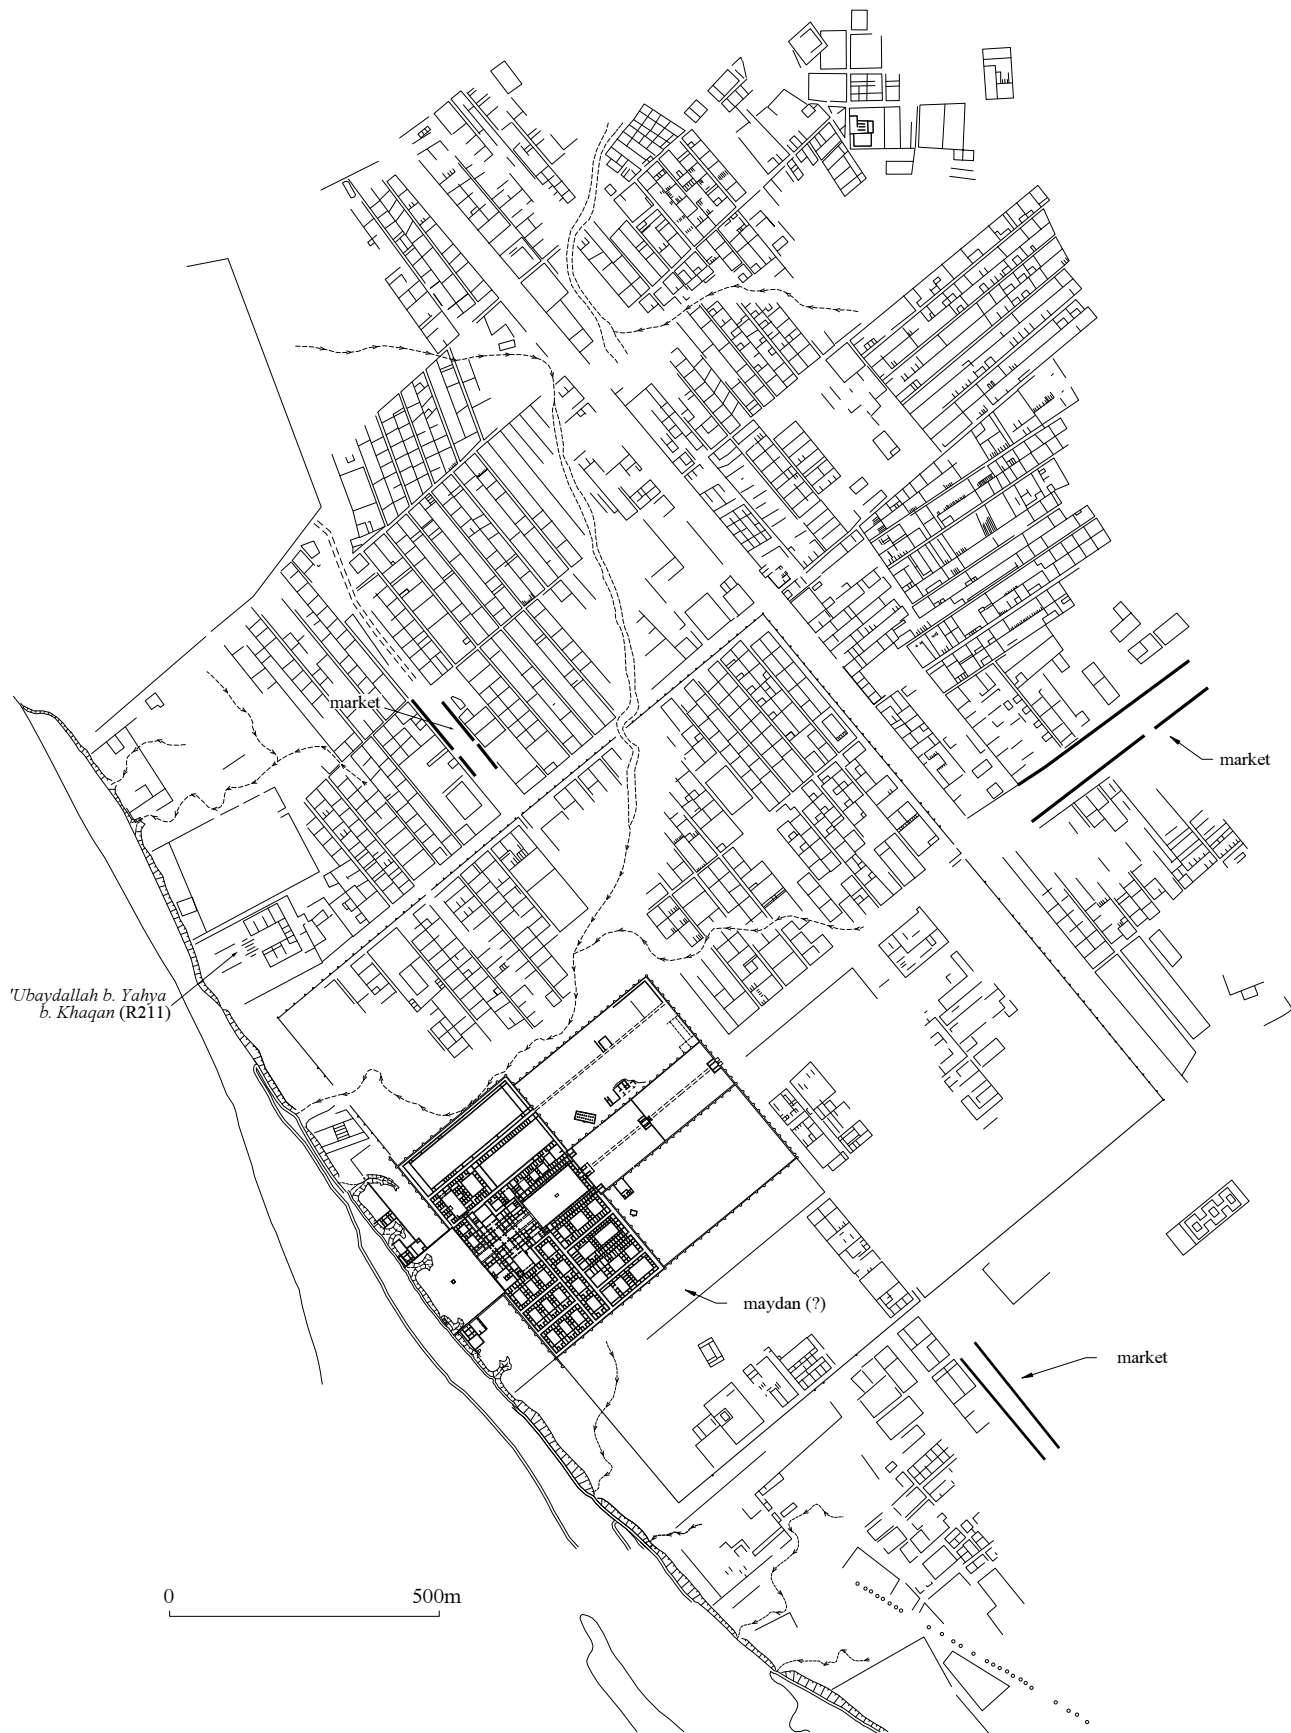 market
market
'Ubaydallah b. Yahya
b. Khaqan (R211)
maydan (?)
market
0 500m